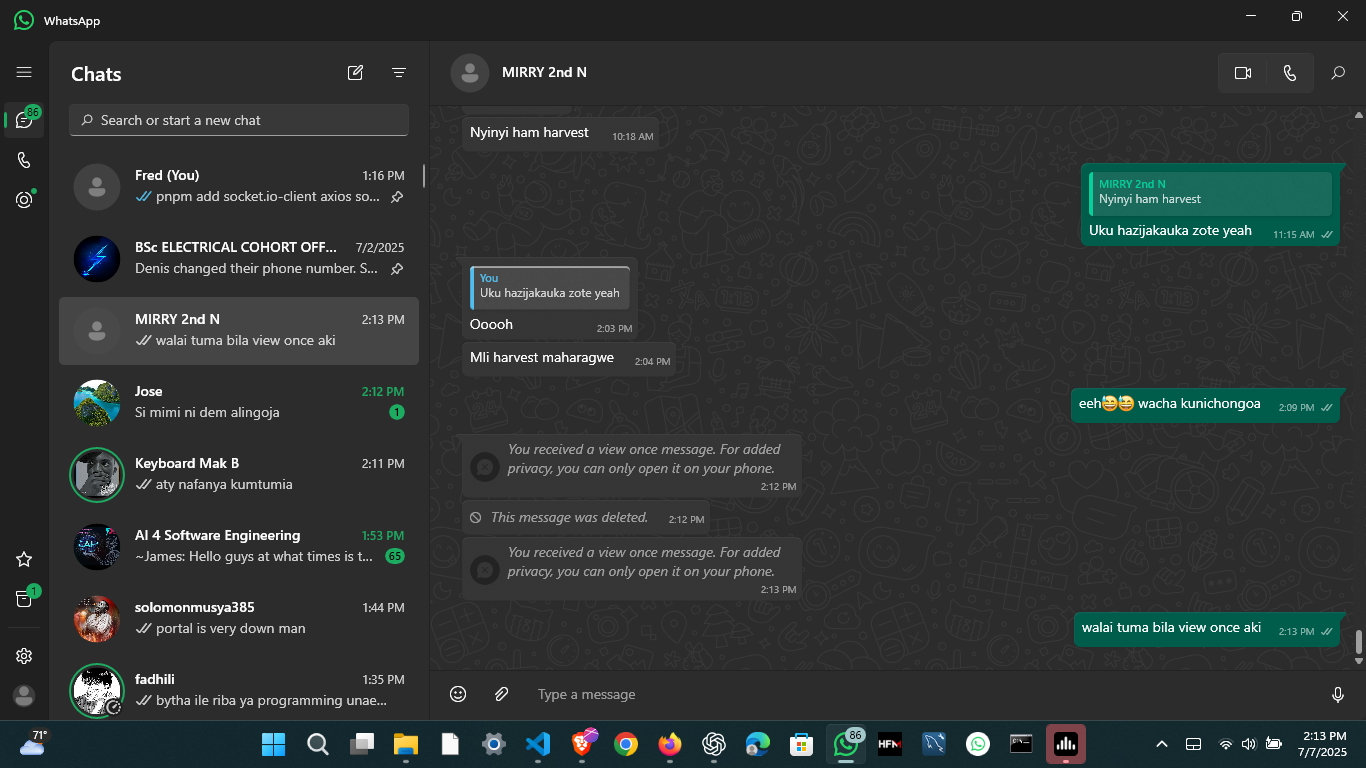 WhatsApp
Chats
Search or start a new chat
86
1
Fred (You) 1:16 PM
pnpm add socket.io-client axios so...
BSc ELECTRICAL COHORT OFF... 7/2/2025
Denis changed their phone number. S...
MIRRY 2nd N 2:13 PM
walai tuma bila view once aki
Jose 2:12 PM
Si mimi ni dem alingoja 1
Keyboard Mak B 2:11 PM
aty nafanya kumtumia
AI 4 Software Engineering 1:53 PM
~James: Hello guys at what times is t... 65
solomonmusya385 1:44 PM
portal is very down man
fadhili 1:35 PM
bytha ile riba ya programming unae...
MIRRY 2nd N
Nyinyi ham harvest 10:18 AM
MIRRY 2nd N
Nyinyi ham harvest
Uku hazijakauka zote yeah 11:15 AM
You
Uku hazijakauka zote yeah
Ooooh 2:03 PM
Mli harvest maharagwe 2:04 PM
eeh😅😅 wacha kunichongoa 2:09 PM
You received a view once message. For added
privacy, you can only open it on your phone.
2:12 PM
This message was deleted. 2:12 PM
You received a view once message. For added
privacy, you can only open it on your phone.
2:13 PM
walai tuma bila view once aki 2:13 PM
Type a message
71°
86
HFM
2:13 PM
7/7/2025